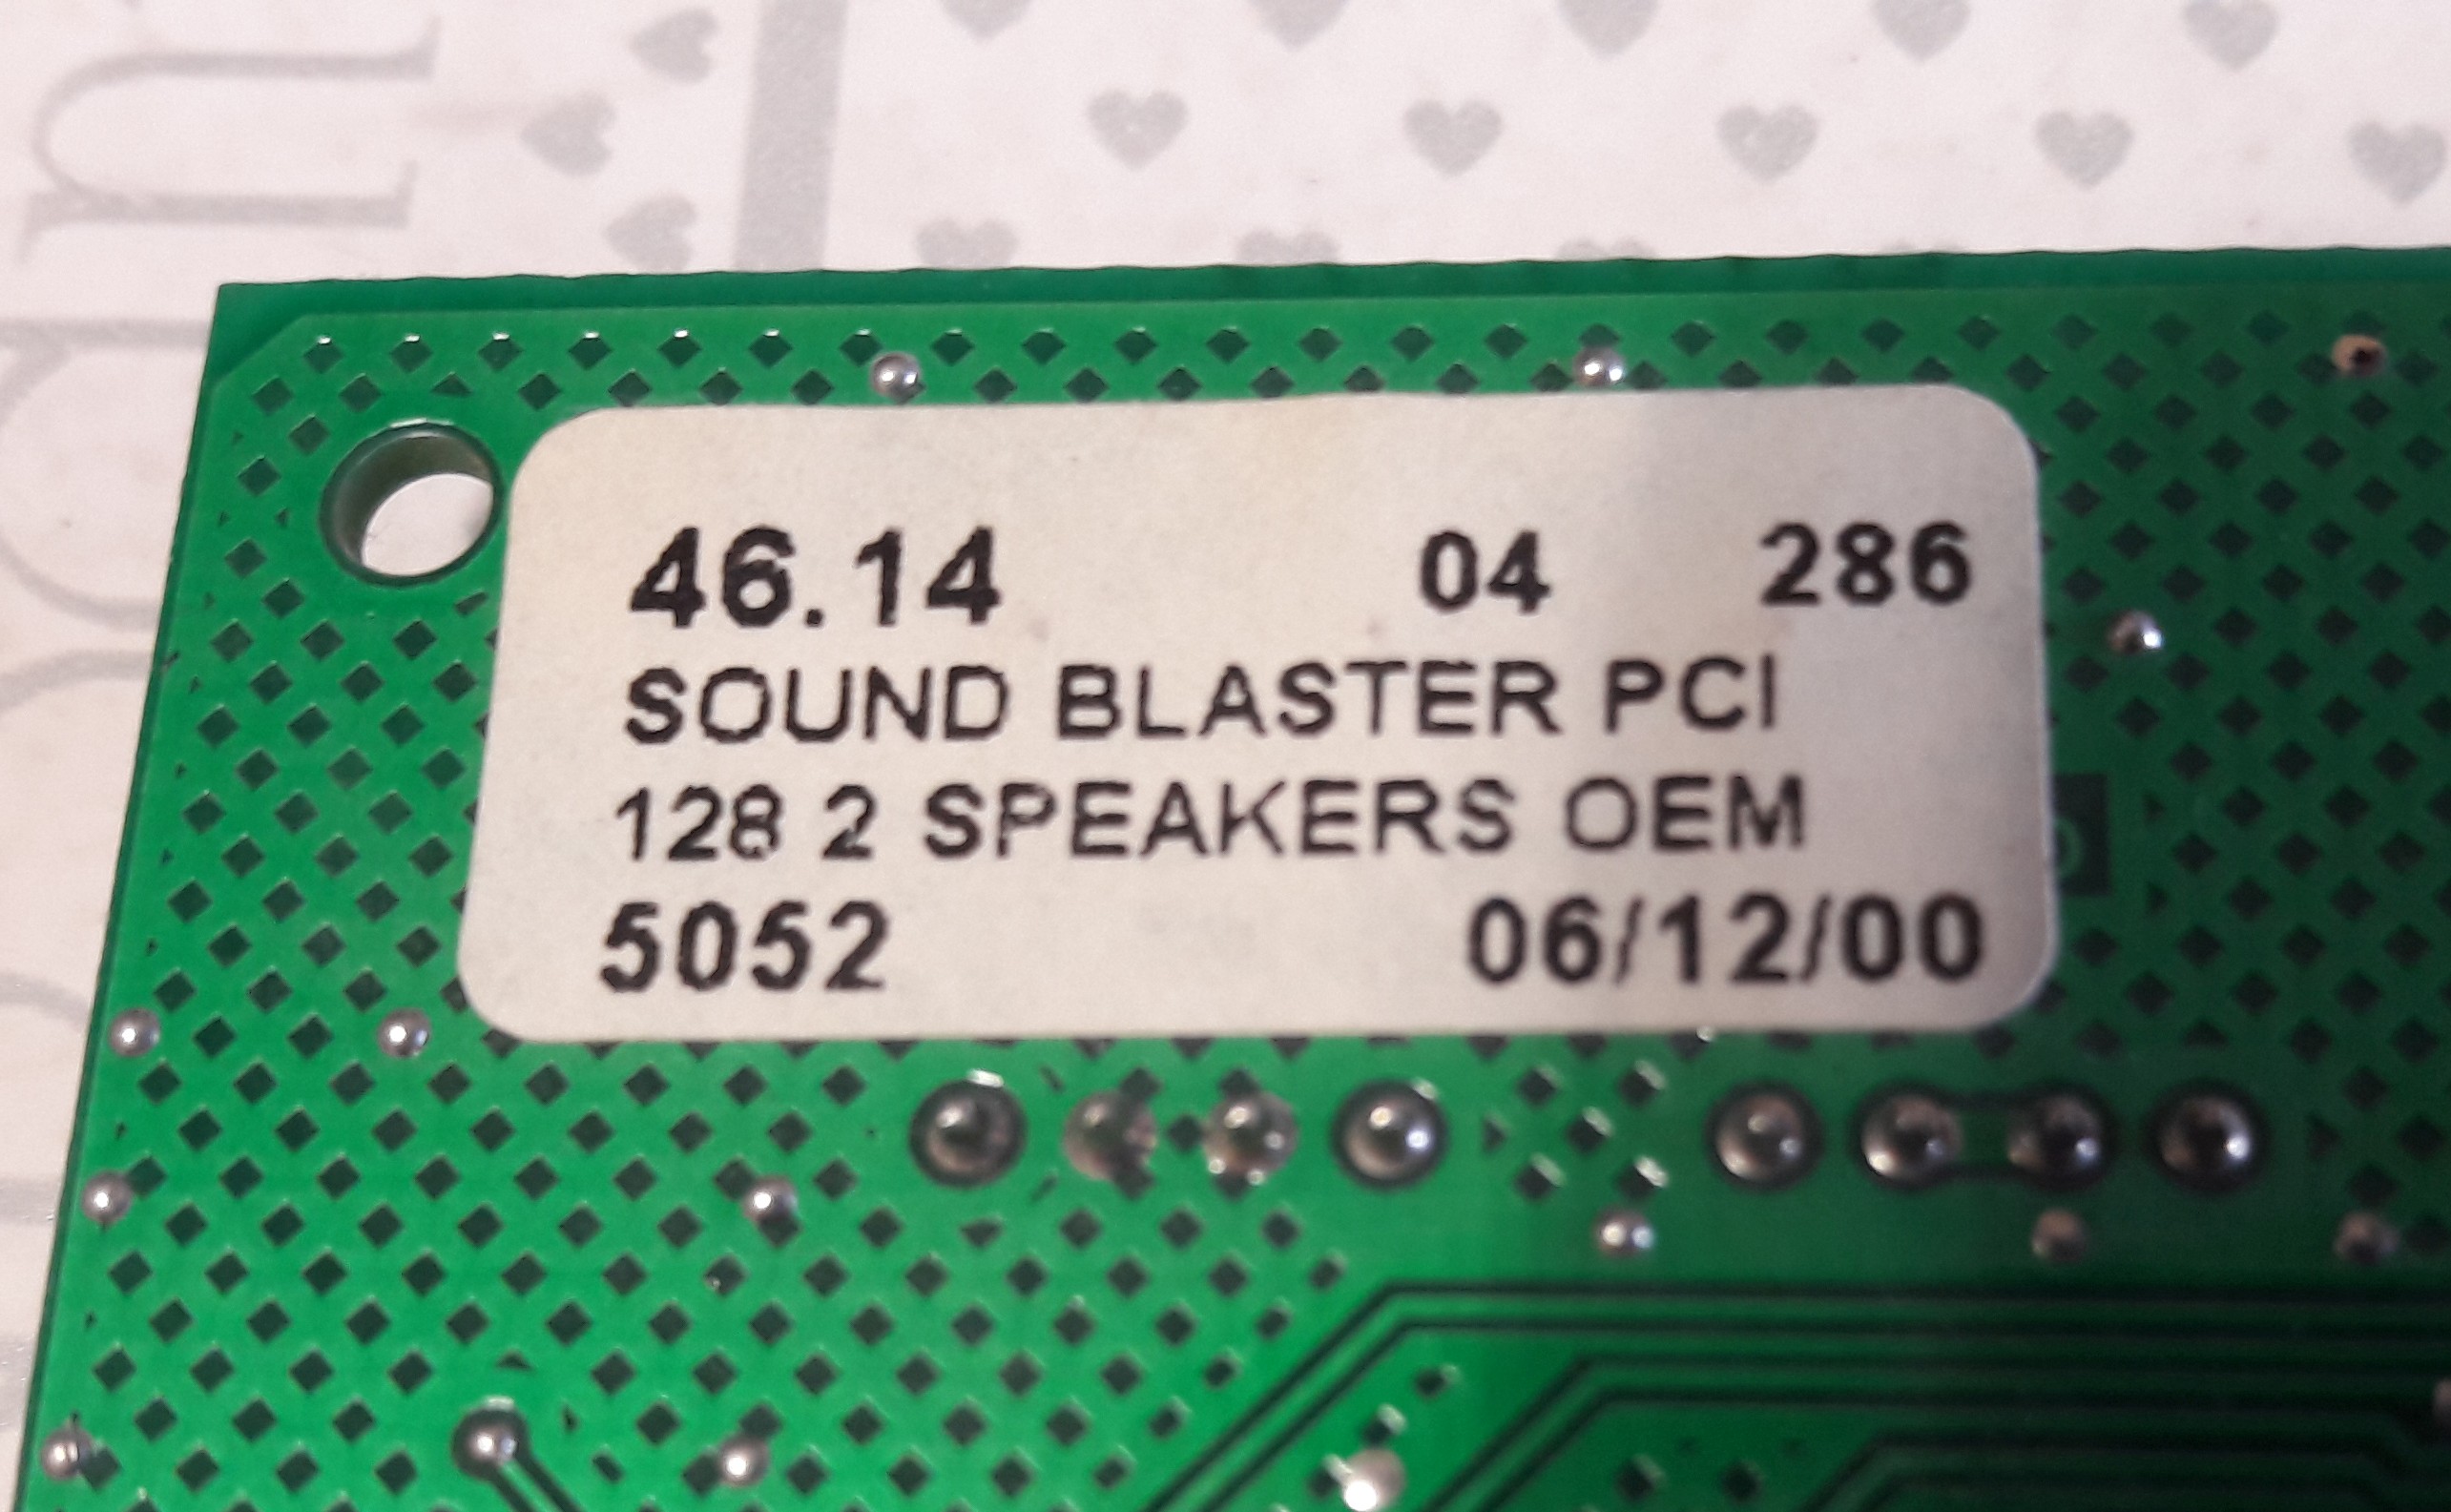 46.14 04 286
SOUND BLASTER PCI
128 2 SPEAKERS OEM
5052 06/12/00